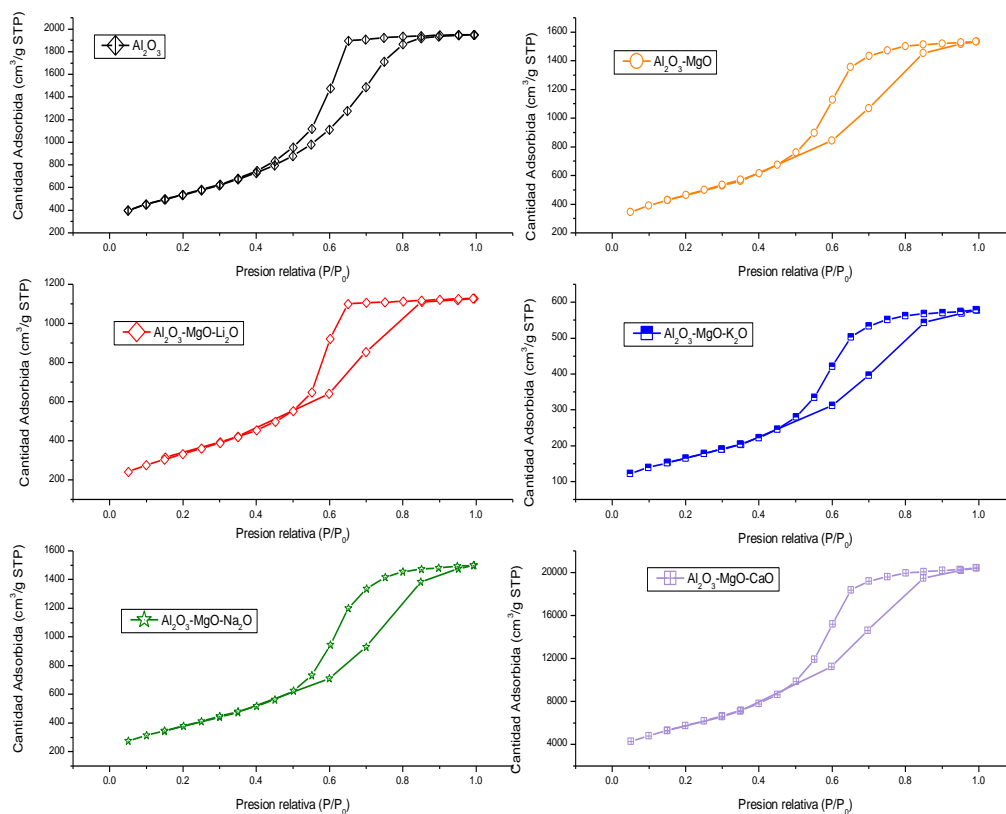 Cantidad Adsorbida (cm³/g STP)
2000
1800
1600
1400
1200
1000
800
600
400
200
Al₂O₃
0.0 0.2 0.4 0.6 0.8 1.0
Presion relativa (P/P₀)
Cantidad Adsorbida (cm³/g STP)
1600
1400
1200
1000
800
600
400
200
Al₂O₃-MgO
0.0 0.2 0.4 0.6 0.8 1.0
Presion relativa (P/P₀)
Cantidad Adsorbida (cm³/g STP)
1200
1000
800
600
400
200
Al₂O₃-MgO-Li₂O
0.0 0.2 0.4 0.6 0.8 1.0
Presion relativa (P/P₀)
Cantidad Adsorbida (cm³/g STP)
600
500
400
300
200
100
Al₂O₃-MgO-K₂O
0.0 0.2 0.4 0.6 0.8 1.0
Presion relativa (P/P₀)
Cantidad Adsorbida (cm³/g STP)
1600
1400
1200
1000
800
600
400
200
Al₂O₃-MgO-Na₂O
0.0 0.2 0.4 0.6 0.8 1.0
Presion relativa (P/P₀)
Cantidad Adsorbida (cm³/g STP)
20000
16000
12000
8000
4000
Al₂O₃-MgO-CaO
0.0 0.2 0.4 0.6 0.8 1.0
Presion relativa (P/P₀)